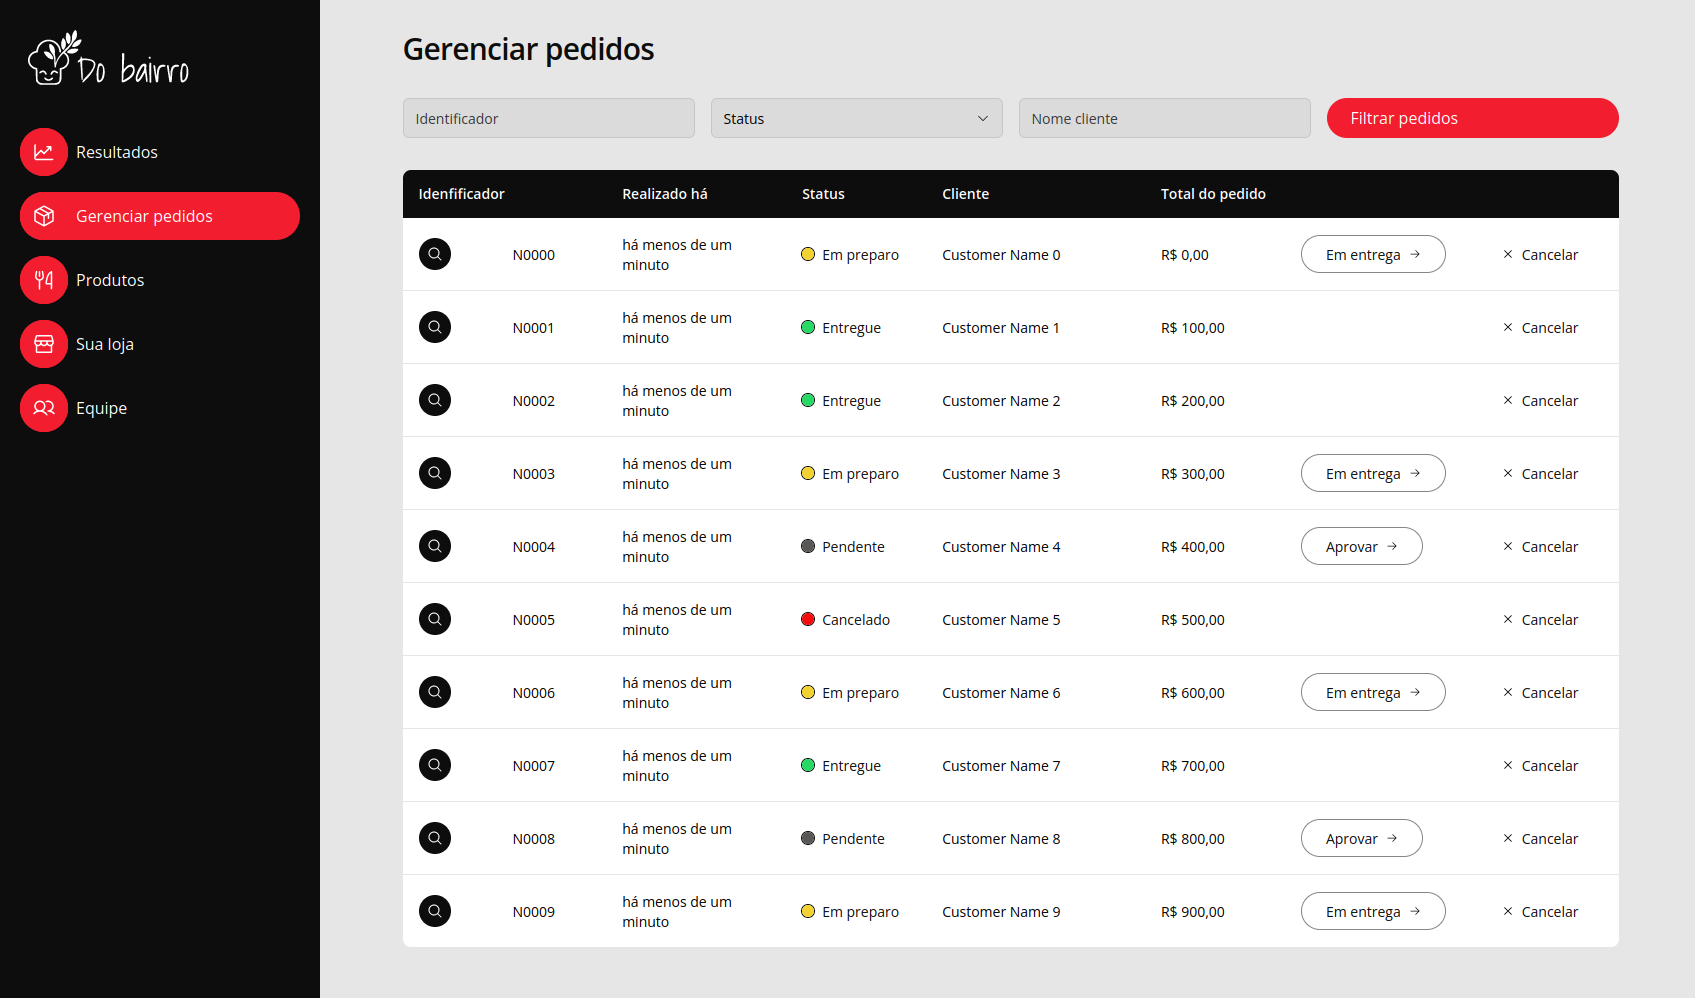 Do bairro
Resultados
Gerenciar pedidos
Produtos
Sua loja
Equipe
Gerenciar pedidos
Identificador Status Nome cliente Filtrar pedidos
Idenfificador Realizado há Status Cliente Total do pedido
N0000 há menos de um minuto Em preparo Customer Name 0 R$ 0,00 Em entrega → × Cancelar
N0001 há menos de um minuto Entregue Customer Name 1 R$ 100,00 × Cancelar
N0002 há menos de um minuto Entregue Customer Name 2 R$ 200,00 × Cancelar
N0003 há menos de um minuto Em preparo Customer Name 3 R$ 300,00 Em entrega → × Cancelar
N0004 há menos de um minuto Pendente Customer Name 4 R$ 400,00 Aprovar → × Cancelar
N0005 há menos de um minuto Cancelado Customer Name 5 R$ 500,00 × Cancelar
N0006 há menos de um minuto Em preparo Customer Name 6 R$ 600,00 Em entrega → × Cancelar
N0007 há menos de um minuto Entregue Customer Name 7 R$ 700,00 × Cancelar
N0008 há menos de um minuto Pendente Customer Name 8 R$ 800,00 Aprovar → × Cancelar
N0009 há menos de um minuto Em preparo Customer Name 9 R$ 900,00 Em entrega → × Cancelar